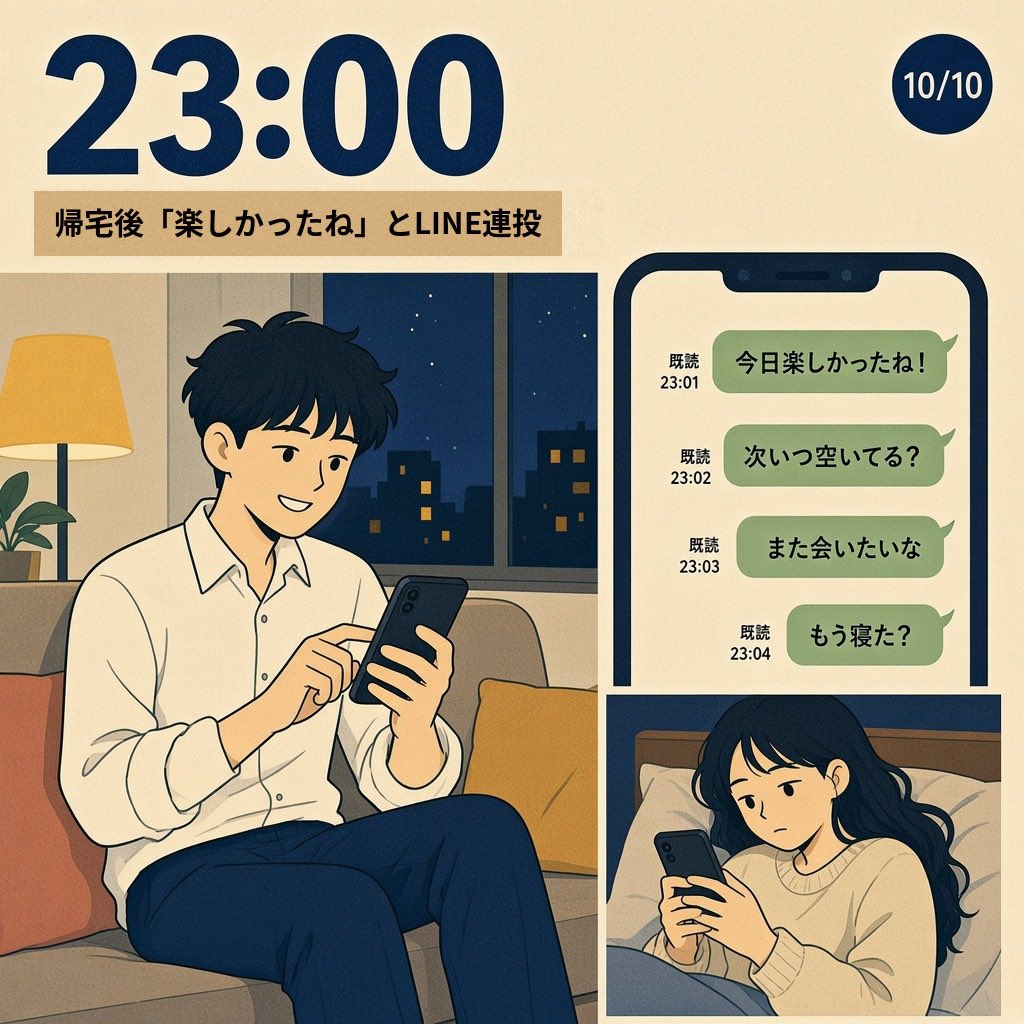 23:00
10/10
帰宅後「楽しかったね」とLINE連投
既読
23:01
今日楽しかったね!
既読
23:02
次いつ空いてる?
既読
23:03
また会いたいな
既読
23:04
もう寝た?